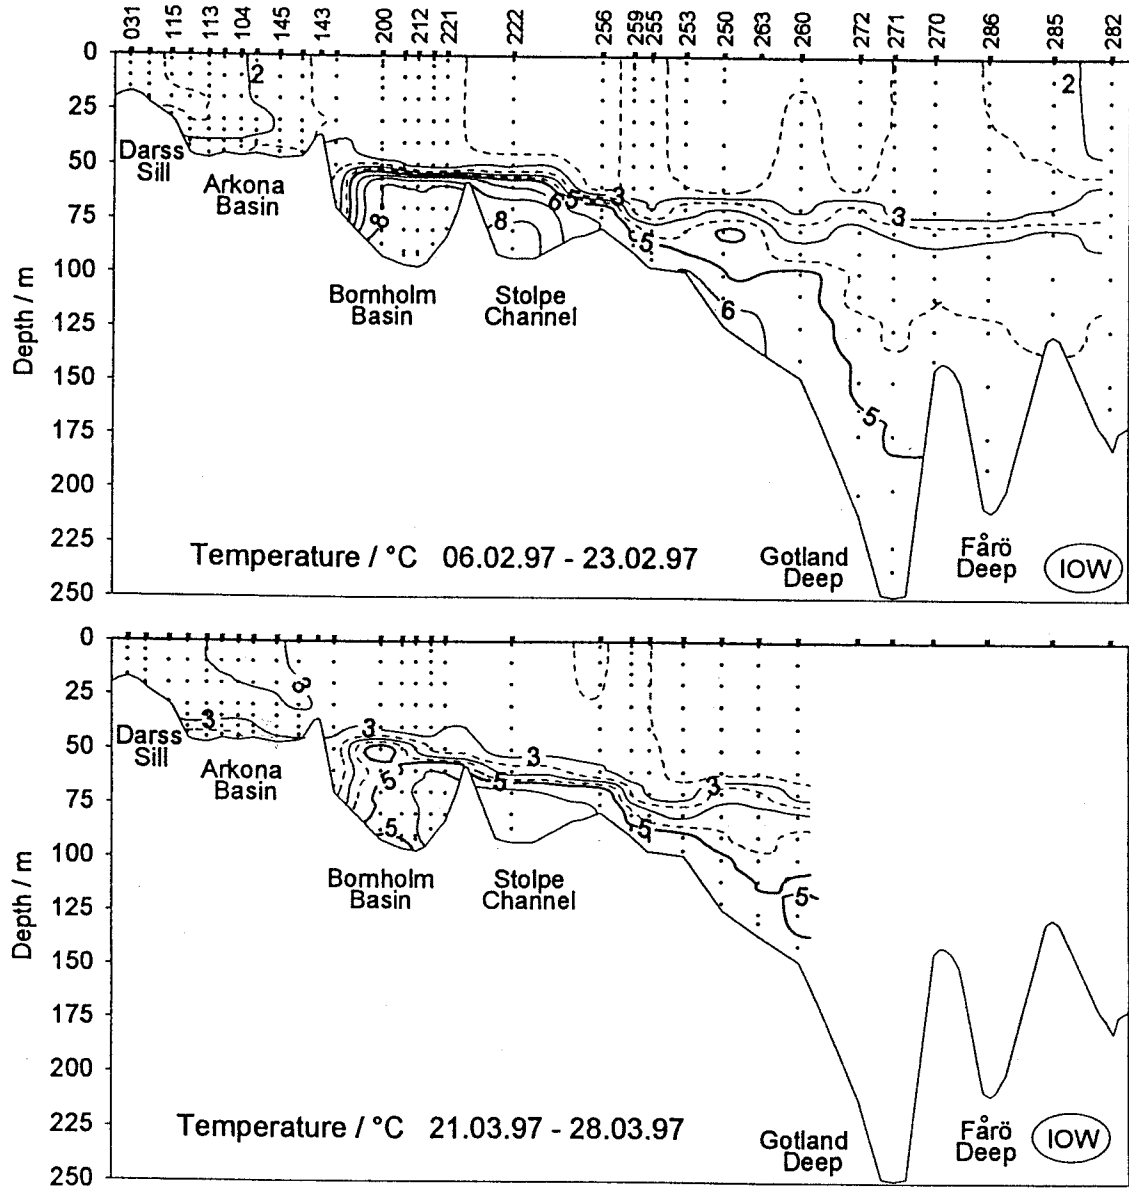 031 115 113 104 145 143 200 212 221 222 256 259 255 253 250 263 260 272 271 270 286 285 282
0
25
50
75
100
125
150
175
200
225
250
Depth / m
2
2
Darss
Sill
Arkona
Basin
8
8
6
5
3
5
3
6
5
Bornholm
Basin
Stolpe
Channel
Temperature / °C 06.02.97 - 23.02.97
Gotland
Deep
Fårö
Deep
IOW
0
25
50
75
100
125
150
175
200
225
250
Depth / m
3
3
Darss
Sill
Arkona
Basin
3
3
3
5
5
5
5
5
Bornholm
Basin
Stolpe
Channel
Temperature / °C 21.03.97 - 28.03.97
Gotland
Deep
Fårö
Deep
IOW